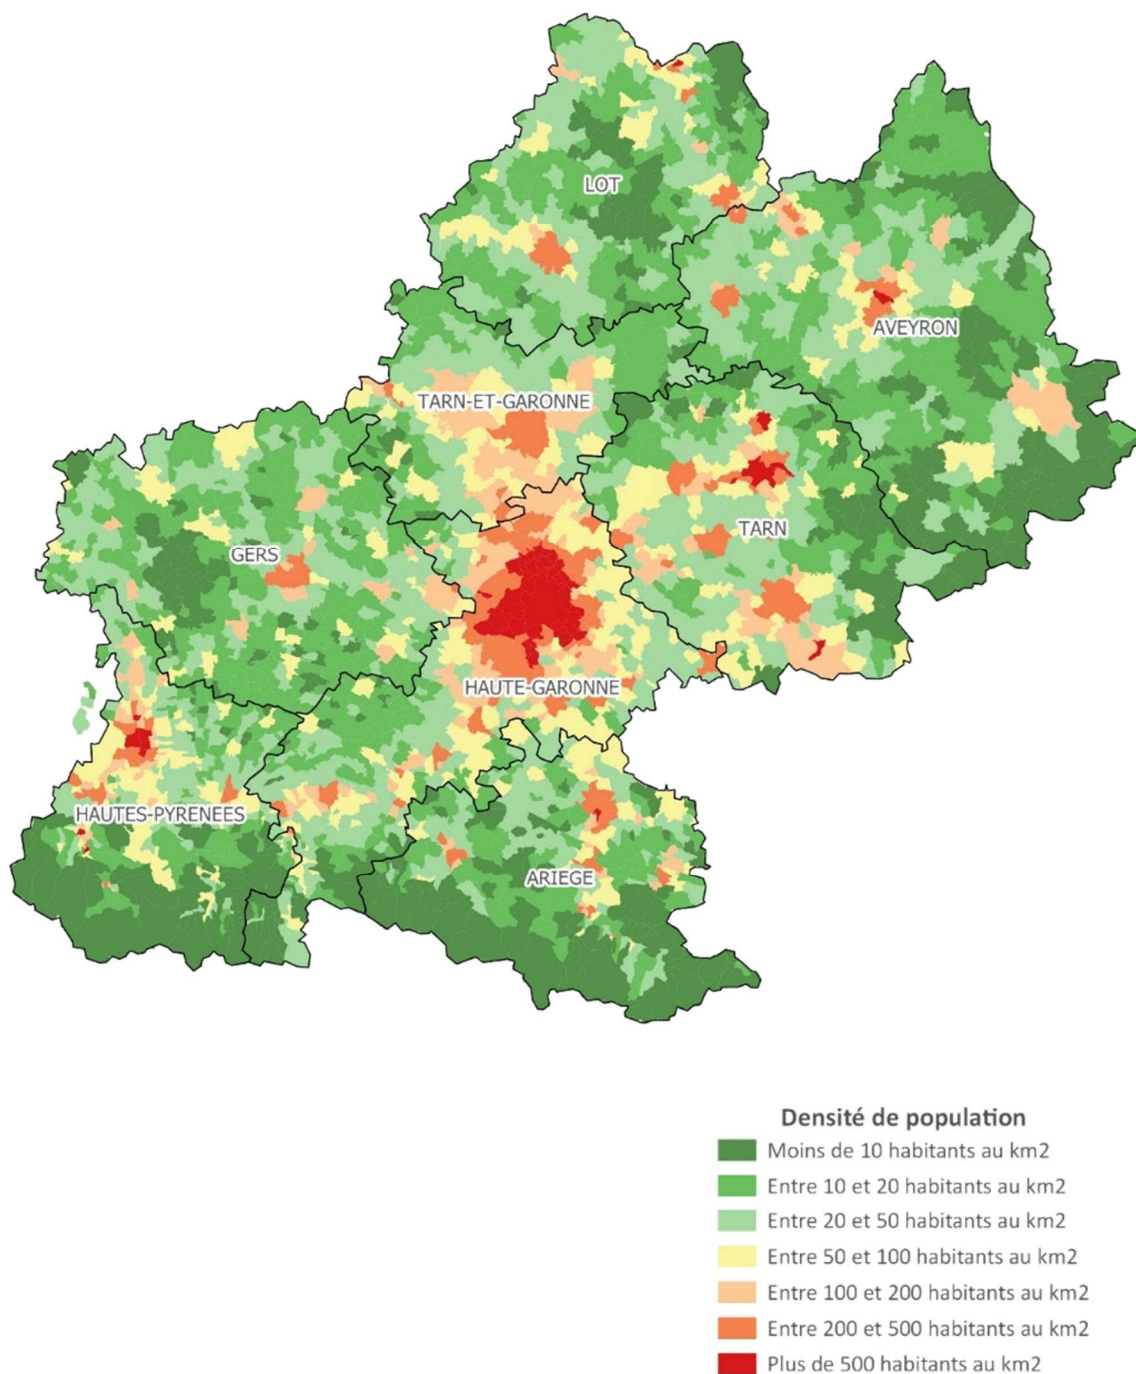 LOT
AVEYRON
TARN-ET-GARONNE
TARN
GERS
HAUTE-GARONNE
HAUTES-PYRENEES
ARIEGE
Densité de population
Moins de 10 habitants au km2
Entre 10 et 20 habitants au km2
Entre 20 et 50 habitants au km2
Entre 50 et 100 habitants au km2
Entre 100 et 200 habitants au km2
Entre 200 et 500 habitants au km2
Plus de 500 habitants au km2